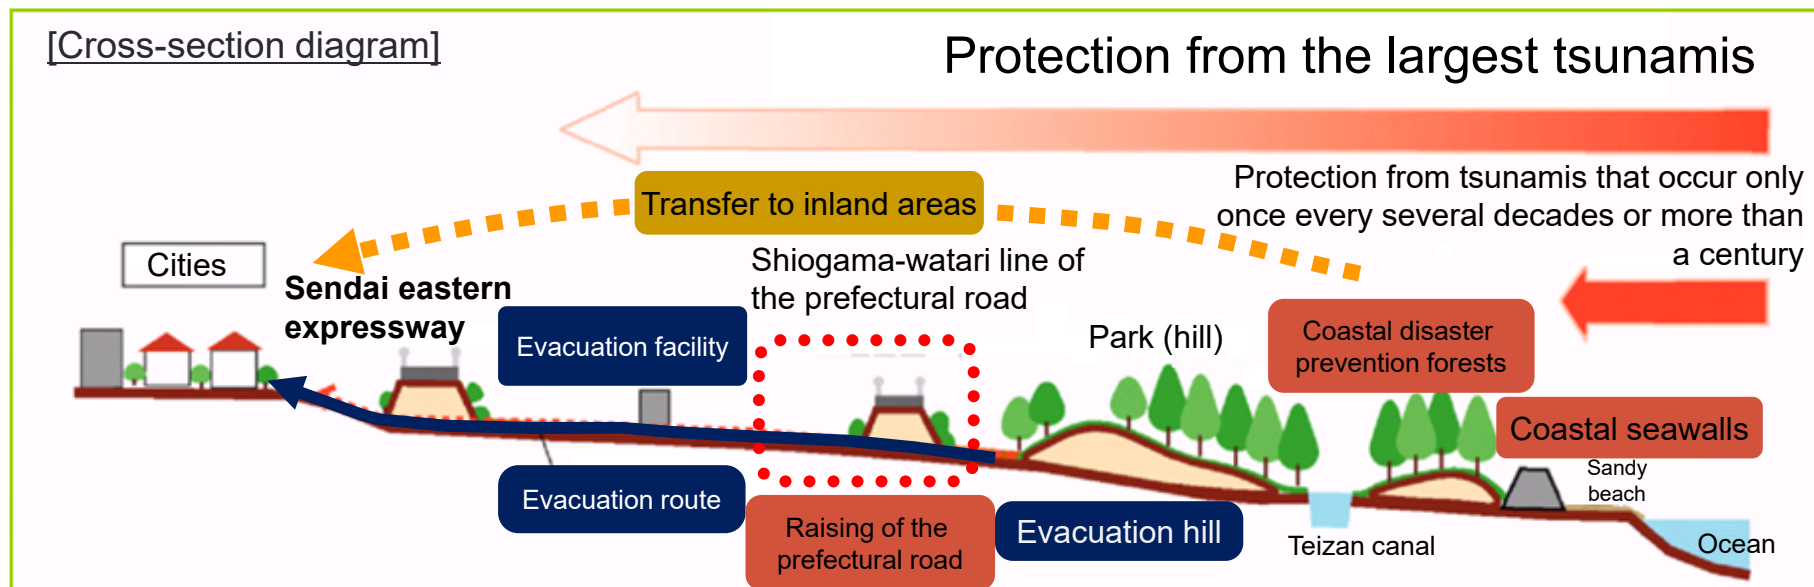 [Cross-section diagram]
Protection from the largest tsunamis
Protection from tsunamis that occur only
once every several decades or more than
a century
Transfer to inland areas
Cities
Sendai eastern
expressway
Shiogama-watari line of
the prefectural road
Evacuation facility
Park (hill)
Coastal disaster
prevention forests
Coastal seawalls
Sandy
beach
Evacuation route
Raising of the
prefectural road
Evacuation hill
Teizan canal
Ocean